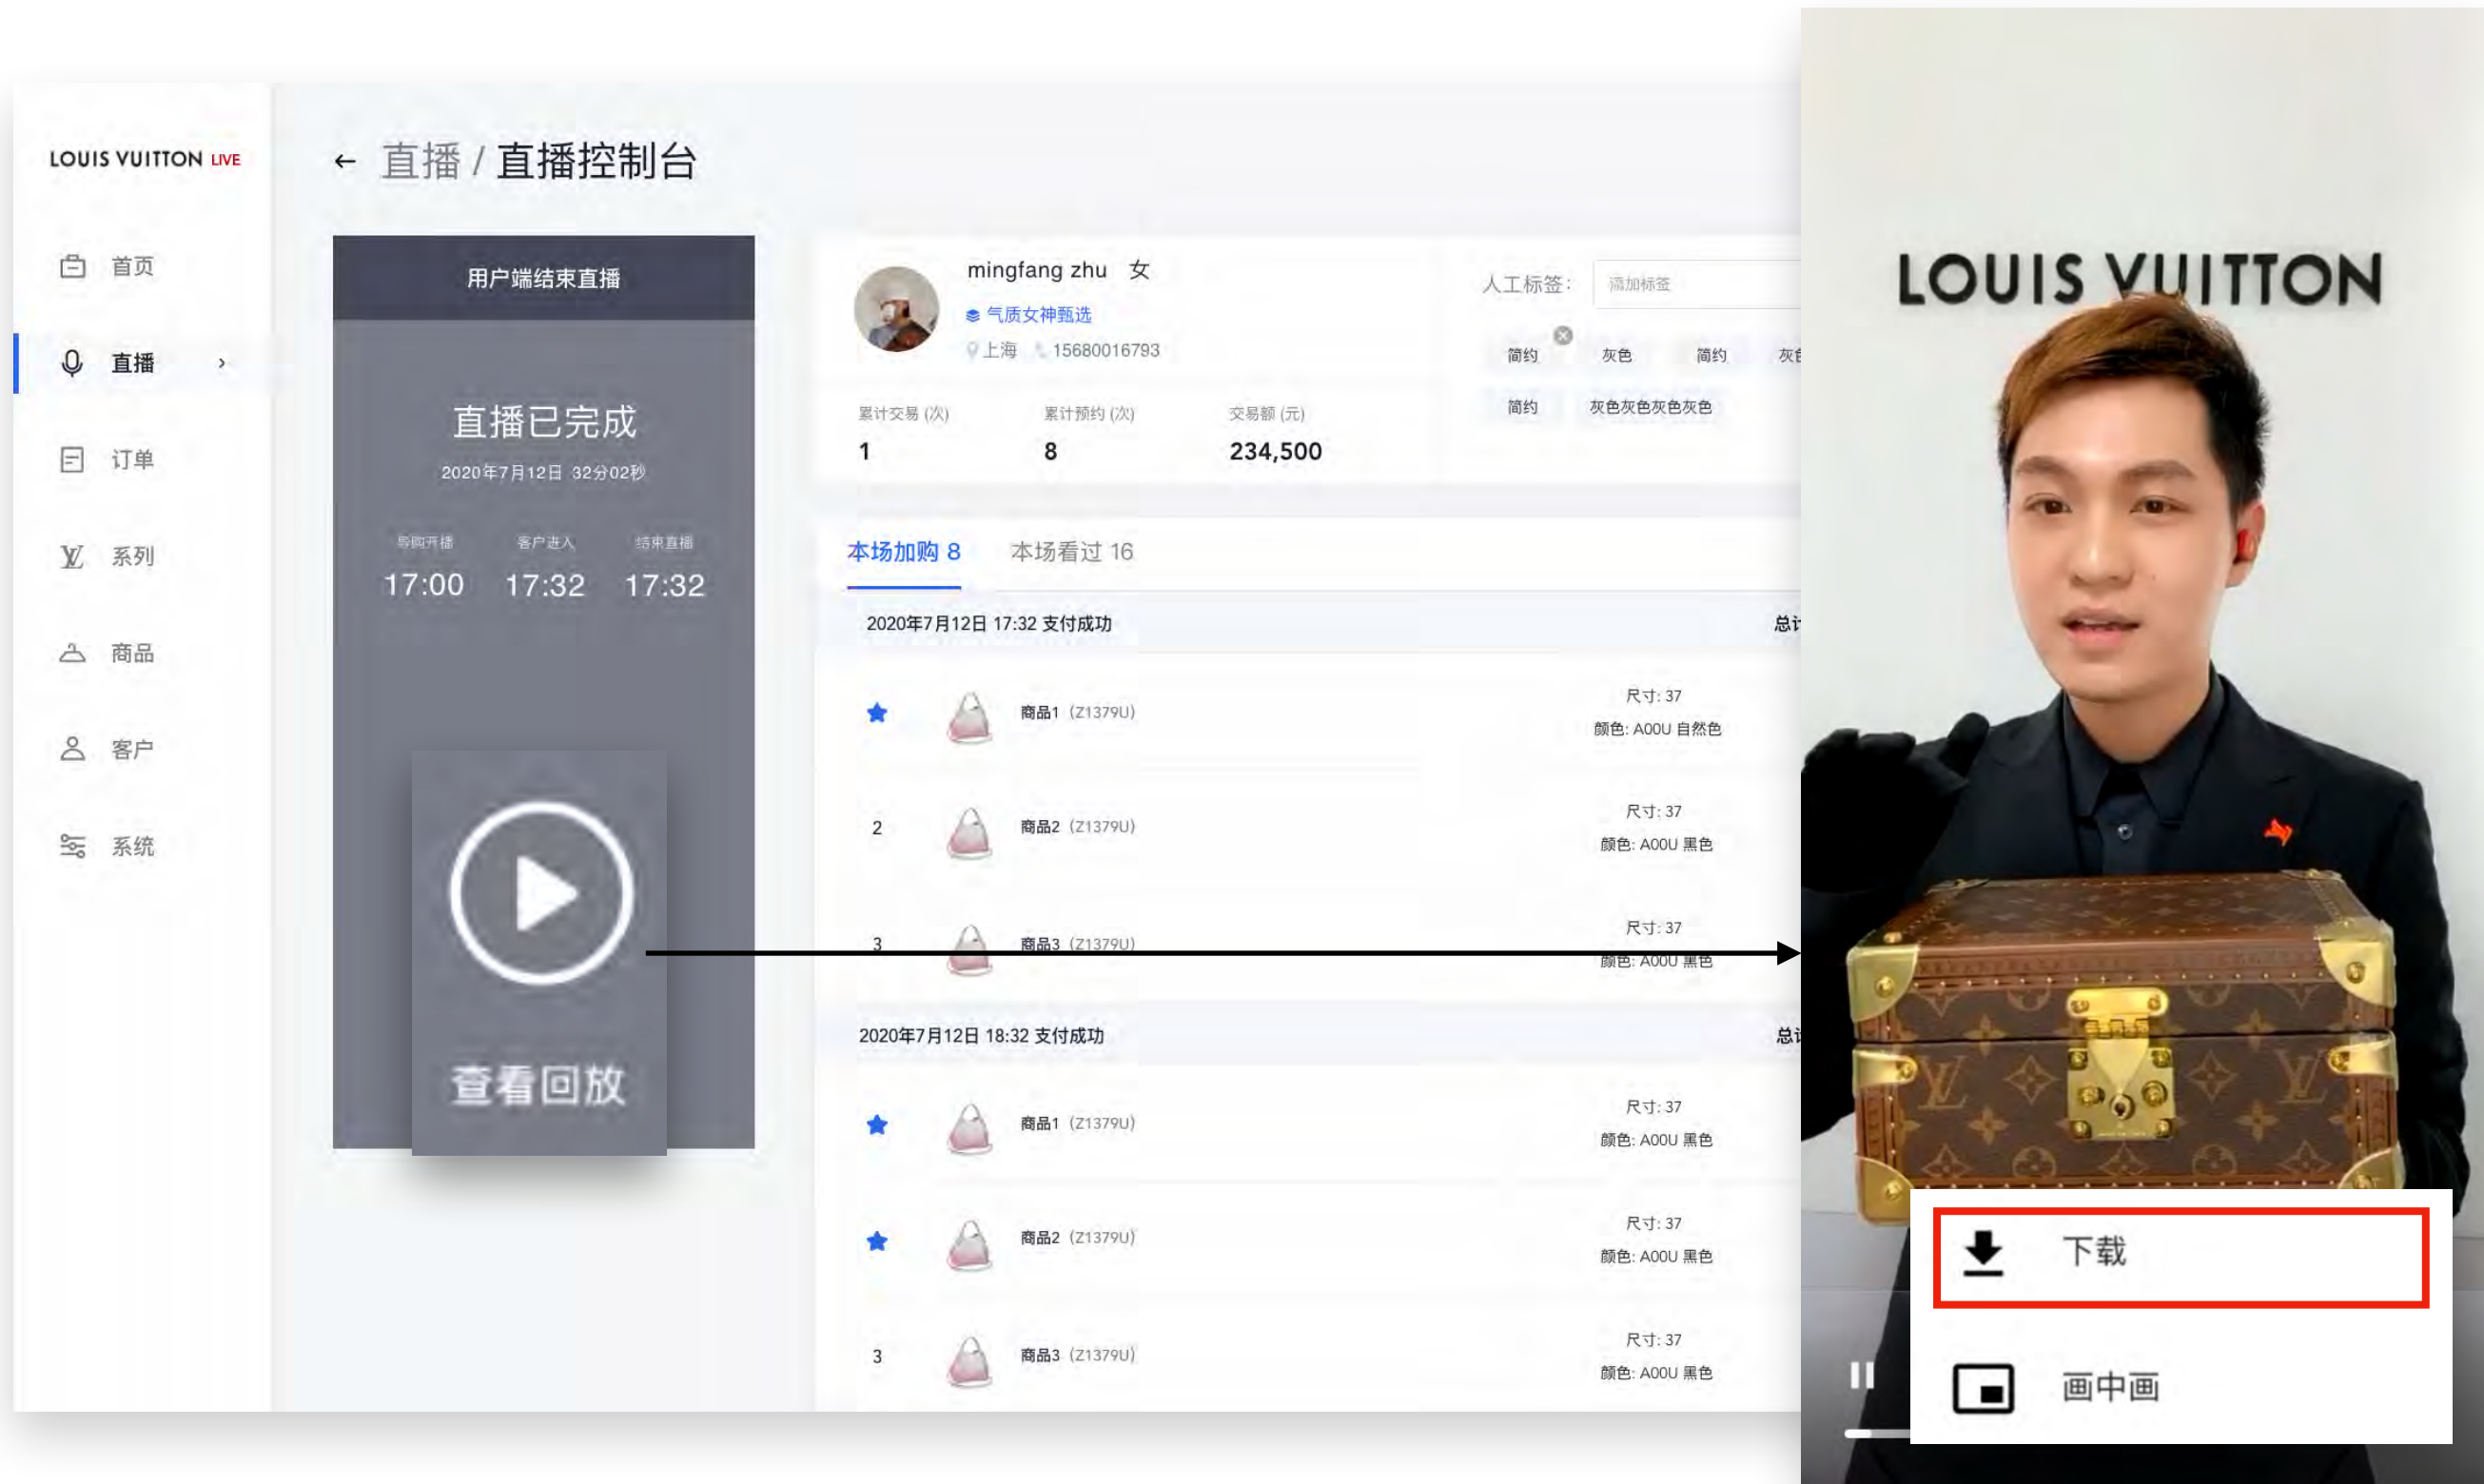 LOUIS VUITTON LIVE
首页
直播
订单
系列
商品
客户
系统
← 直播 / 直播控制台
用户端结束直播
直播已完成
2020年7月12日 32分02秒
导购开播 客户进入 结束直播
17:00 17:32 17:32
查看回放
mingfang zhu 女
气质女神甄选
上海 15680016793
累计交易 (次) 累计预约 (次) 交易额 (元)
1 8 234,500
人工标签: 添加标签
简约 灰色 简约 灰色
简约 灰色灰色灰色灰色
本场加购 8 本场看过 16
2020年7月12日 17:32 支付成功 总计
商品1 (Z1379U) 尺寸: 37
颜色: A00U 自然色
2 商品2 (Z1379U) 尺寸: 37
颜色: A00U 黑色
3 商品3 (Z1379U) 尺寸: 37
颜色: A00U 黑色
2020年7月12日 18:32 支付成功 总计
商品1 (Z1379U) 尺寸: 37
颜色: A00U 黑色
商品2 (Z1379U) 尺寸: 37
颜色: A00U 黑色
3 商品3 (Z1379U) 尺寸: 37
颜色: A00U 黑色
LOUIS VUITTON
下载
画中画